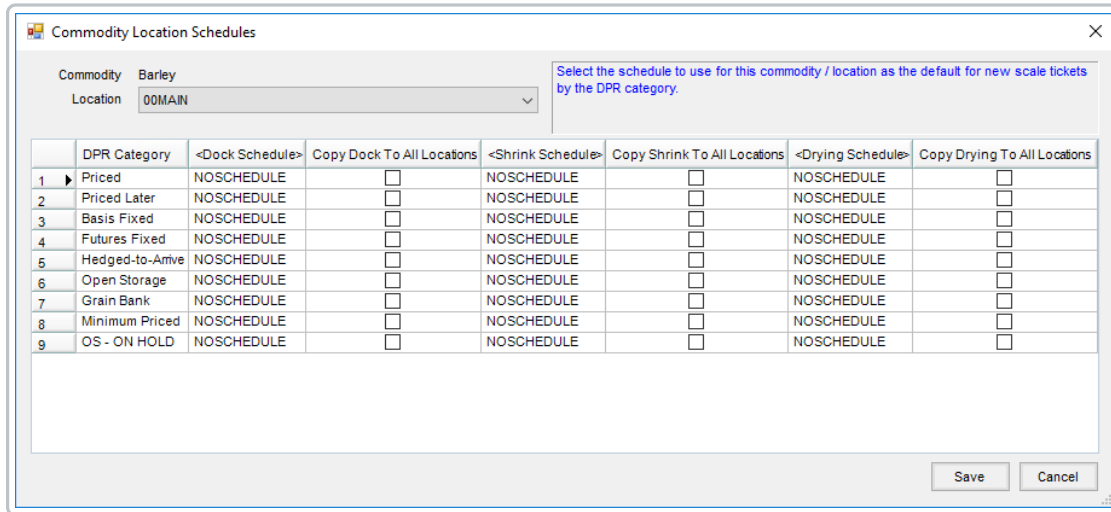 Commodity Location Schedules
Commodity Barley
Location 00MAIN
Select the schedule to use for this commodity / location as the default for new scale tickets
by the DPR category.
DPR Category <Dock Schedule> Copy Dock To All Locations <Shrink Schedule> Copy Shrink To All Locations <Drying Schedule> Copy Drying To All Locations
1 Priced NOSCHEDULE NOSCHEDULE NOSCHEDULE
2 Priced Later NOSCHEDULE NOSCHEDULE NOSCHEDULE
3 Basis Fixed NOSCHEDULE NOSCHEDULE NOSCHEDULE
4 Futures Fixed NOSCHEDULE NOSCHEDULE NOSCHEDULE
5 Hedged-to-Arrive NOSCHEDULE NOSCHEDULE NOSCHEDULE
6 Open Storage NOSCHEDULE NOSCHEDULE NOSCHEDULE
7 Grain Bank NOSCHEDULE NOSCHEDULE NOSCHEDULE
8 Minimum Priced NOSCHEDULE NOSCHEDULE NOSCHEDULE
9 OS - ON HOLD NOSCHEDULE NOSCHEDULE NOSCHEDULE
Save Cancel